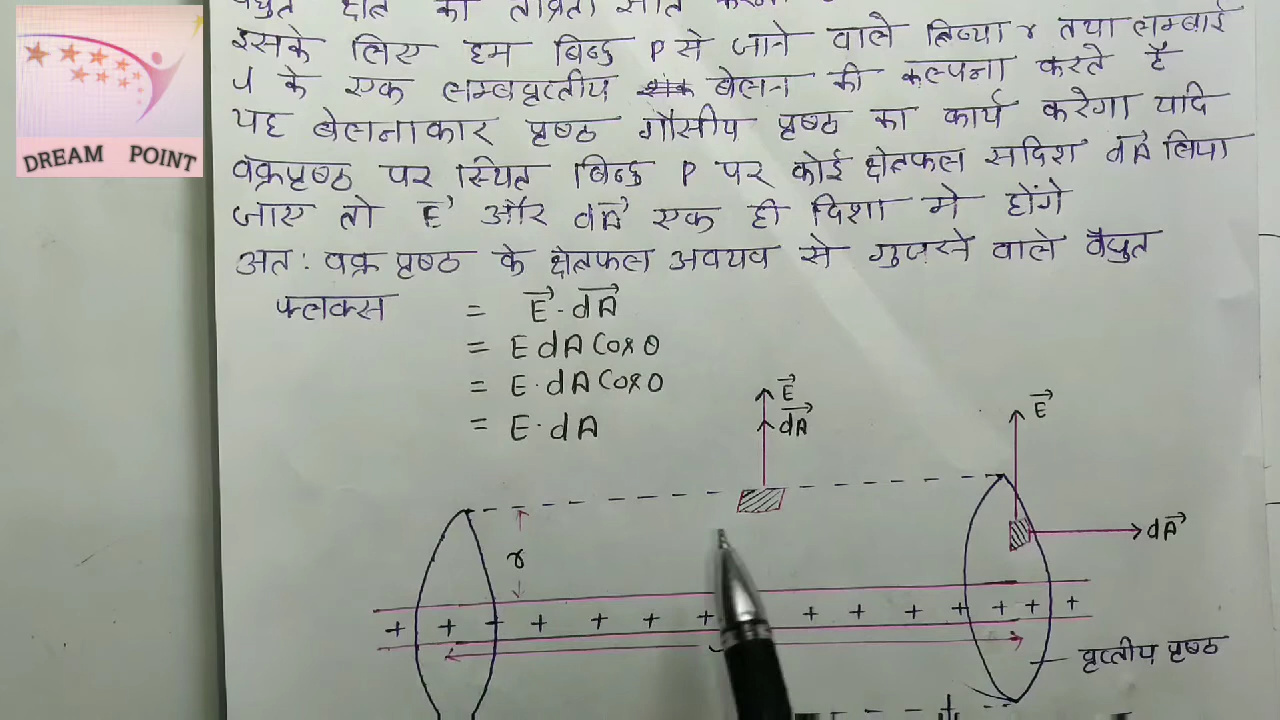 DREAM POINT
इसके लिए हम बिन्दु P से जाने वाले त्रिज्या r तथा लम्बाई
l के एक लम्बवृत्तीय बेलन की कल्पना करते है
यह बेलनाकार पृष्ठ गौसीय पृष्ठ का कार्य करेगा यदि
वक्रपृष्ठ पर स्थित बिन्दु P पर कोई क्षेत्रफल सदिश dA⃗ लिया
जाए तो E⃗ और dA⃗ एक ही दिशा मे होंगे
अत: वक्र पृष्ठ के क्षेत्रफल अवयव से गुजरने वाले वैधुत
फ्लक्स = E⃗·dA⃗
= E dA Cos θ
= E·dA Cos 0
= E·dA
E⃗
dA⃗
E⃗
dA⃗
r
+ + + + + + + + + + + + + +
वृत्तीय पृष्ठ